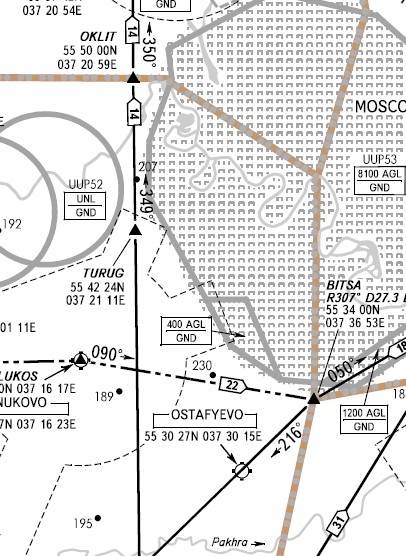 037 20 54E
GND
14
350°
OKLIT
55 50 00N
037 20 59E
14
MOSCO
207
UUP53
8100 AGL
GND
UUP52
UNL
GND
349°
192
TURUG
55 42 24N
037 21 11E
BITSA
R307° D27.3
55 34 00N
037 36 53E
01 11E
400 AGL
GND
090°
050°
18
LUKOS
0N 037 16 17E
NUKOVO
7N 037 16 23E
230
22
189
1200 AGL
GND
18
OSTAFYEVO
55 30 27N 037 30 15E
216°
195
31
Pakhra